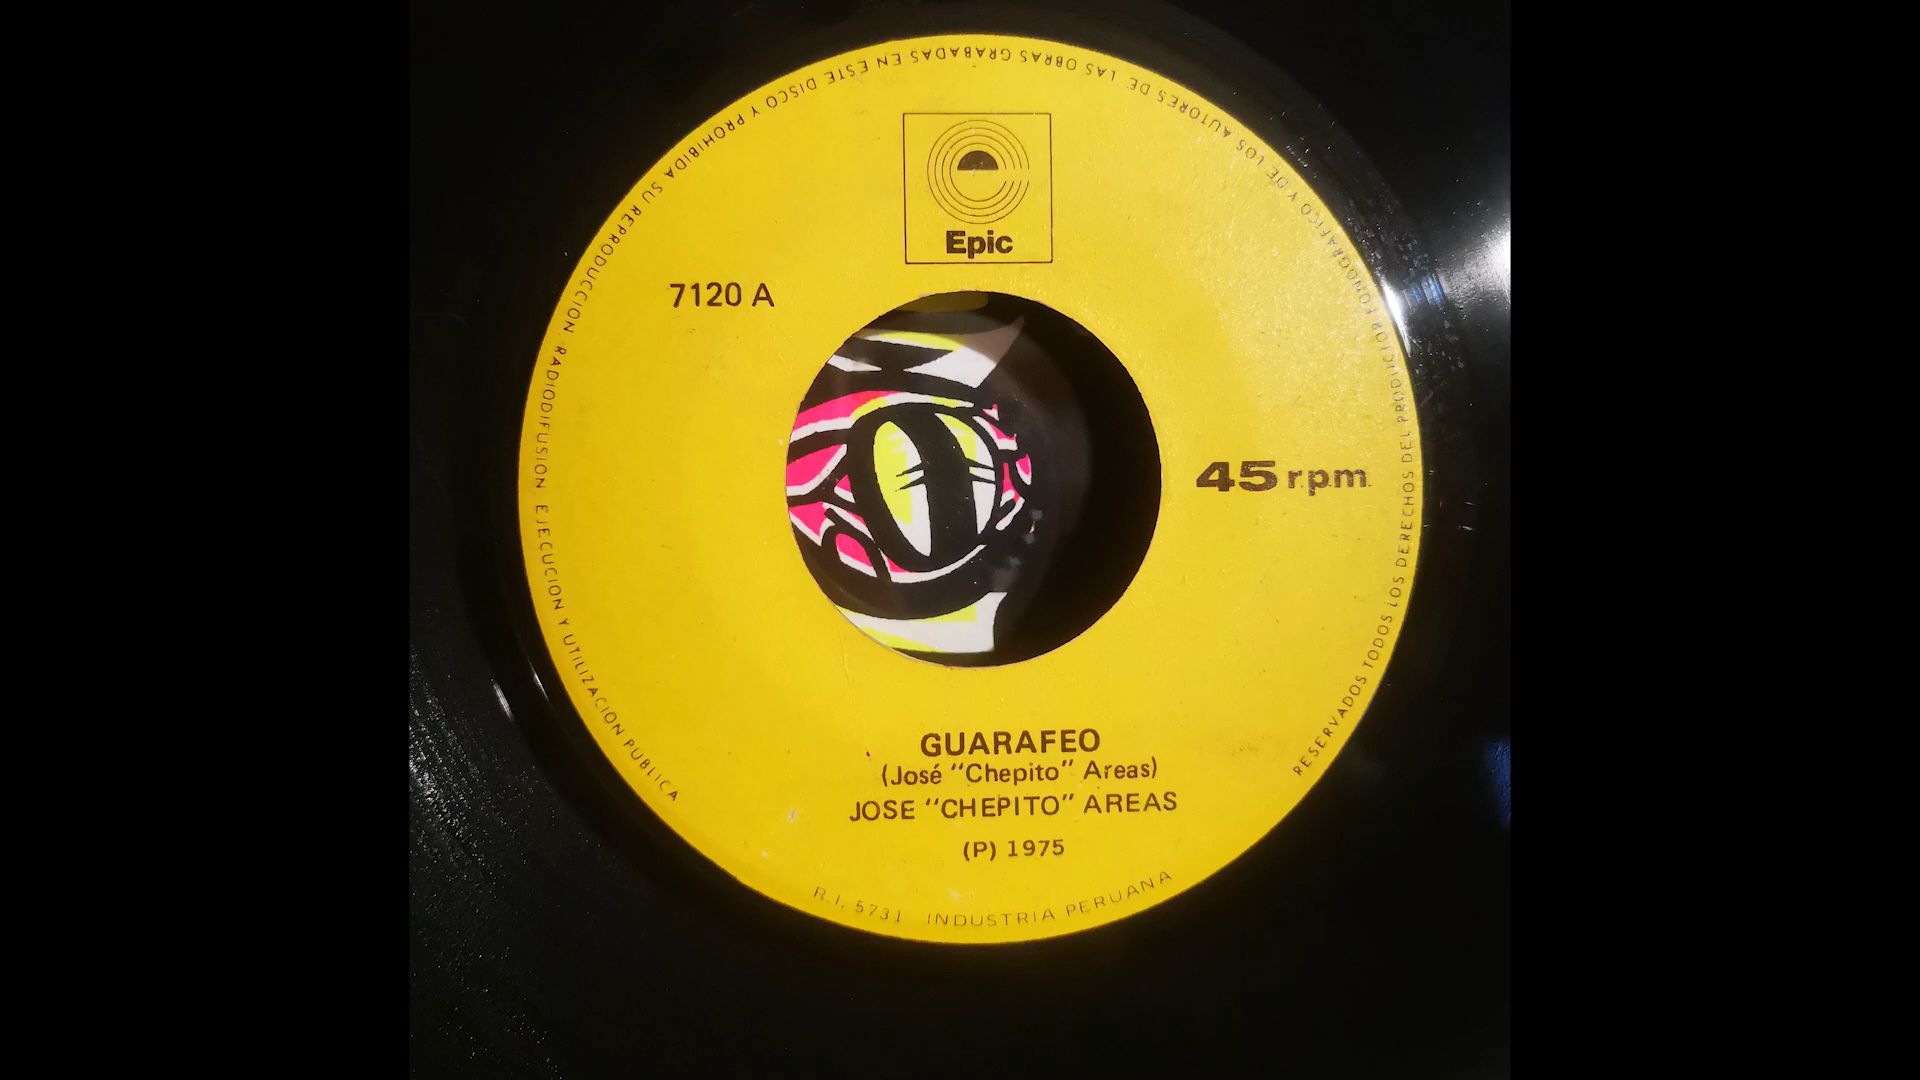 Epic
7120 A
45 r.p.m.
GUARAFEO
(José "Chepito" Areas)
JOSE "CHEPITO" AREAS
(P) 1975
R.I. 5731 INDUSTRIA PERUANA
RESERVADOS TODOS LOS DERECHOS DEL PRODUCTOR FONOGRAFICO Y DE LOS AUTORES DE LAS OBRAS GRABADAS EN ESTE DISCO Y PROHIBIDA SU REPRODUCCION RADIODIFUSION EJECUCION Y UTILIZACION PUBLICA